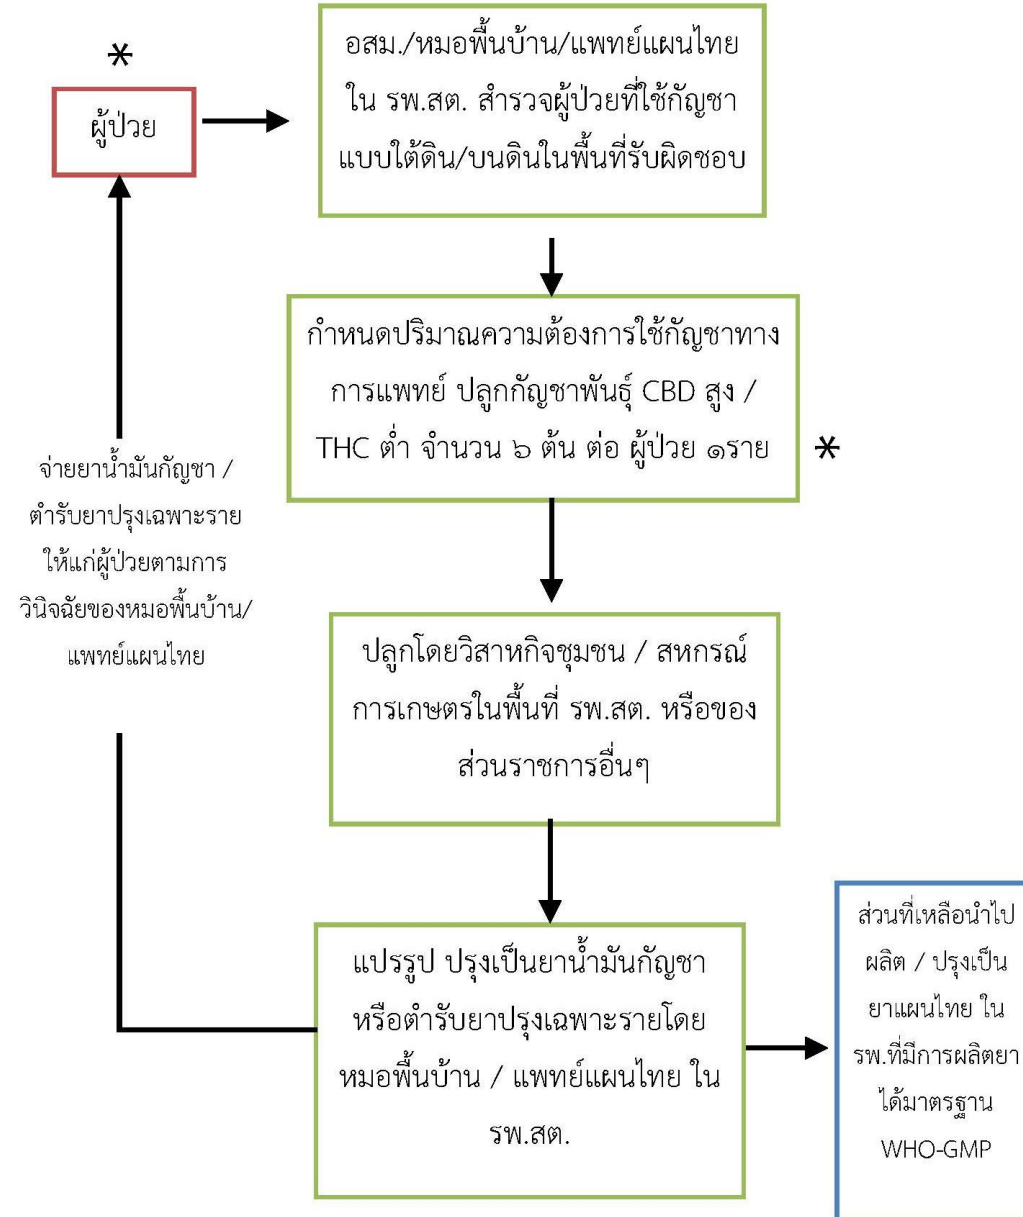 *
ผู้ป่วย
อสม./หมอพื้นบ้าน/แพทย์แผนไทย
ใน รพ.สต. สำรวจผู้ป่วยที่ใช้กัญชา
แบบใต้ดิน/บนดินในพื้นที่รับผิดชอบ
กำหนดปริมาณความต้องการใช้กัญชาทาง
การแพทย์ ปลูกกัญชาพันธุ์ CBD สูง /
THC ต่ำ จำนวน ๖ ต้น ต่อ ผู้ป่วย ๑ราย
*
ปลูกโดยวิสาหกิจชุมชน / สหกรณ์
การเกษตรในพื้นที่ รพ.สต. หรือของ
ส่วนราชการอื่นๆ
แปรรูป ปรุงเป็นยาน้ำมันกัญชา
หรือตำรับยาปรุงเฉพาะรายโดย
หมอพื้นบ้าน / แพทย์แผนไทย ใน
รพ.สต.
ส่วนที่เหลือนำไป
ผลิต / ปรุงเป็น
ยาแผนไทย ใน
รพ.ที่มีการผลิตยา
ได้มาตรฐาน
WHO-GMP
จ่ายยาน้ำมันกัญชา /
ตำรับยาปรุงเฉพาะราย
ให้แก่ผู้ป่วยตามการ
วินิจฉัยของหมอพื้นบ้าน/
แพทย์แผนไทย